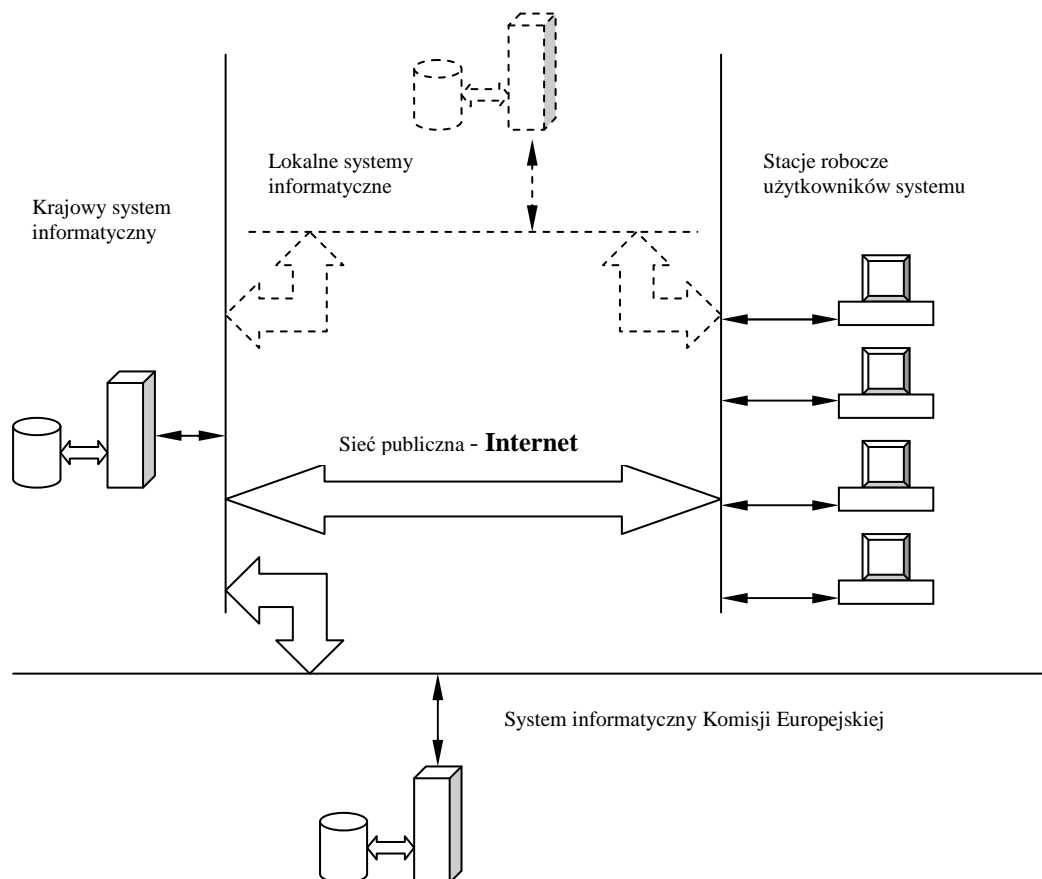 Lokalne systemy
informatyczne
Stacje robocze
użytkowników systemu
Krajowy system
informatyczny
Sieć publiczna - Internet
System informatyczny Komisji Europejskiej